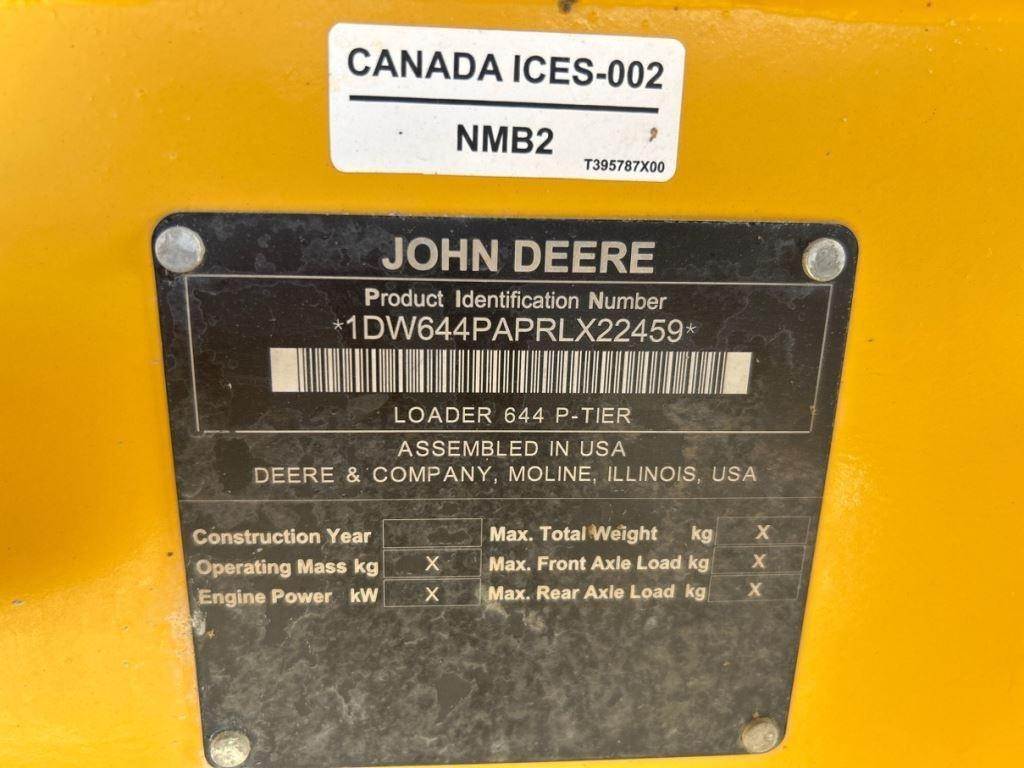 CANADA ICES-002
NMB2
T395787X00
JOHN DEERE
Product Identification Number
*1DW644PAPRLX22459*
LOADER 644 P-TIER
ASSEMBLED IN USA
DEERE & COMPANY, MOLINE, ILLINOIS, USA
Construction Year Max. Total Weight kg X
Operating Mass kg X Max. Front Axle Load kg X
Engine Power kW X Max. Rear Axle Load kg X